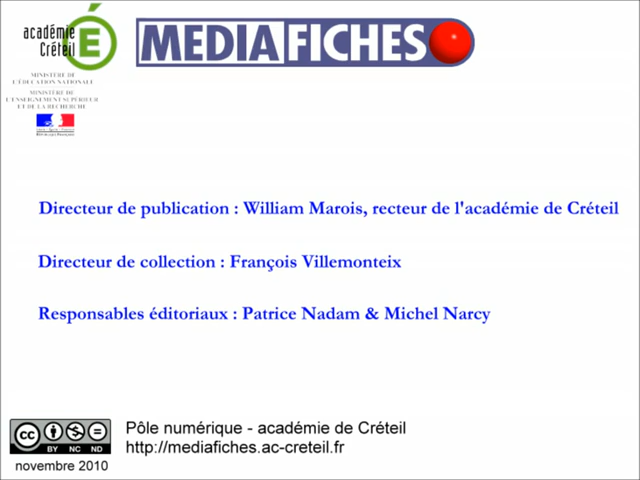 académie
Créteil
É
MINISTÈRE DE
L'ÉDUCATION NATIONALE
MINISTÈRE DE
L'ENSEIGNEMENT SUPÉRIEUR
ET DE LA RECHERCHE
MEDIAFICHES
Directeur de publication : William Marois, recteur de l'académie de Créteil
Directeur de collection : François Villemonteix
Responsables éditoriaux : Patrice Nadam & Michel Narcy
cc
BY NC ND
Pôle numérique - académie de Créteil
http://mediafiches.ac-creteil.fr
novembre 2010